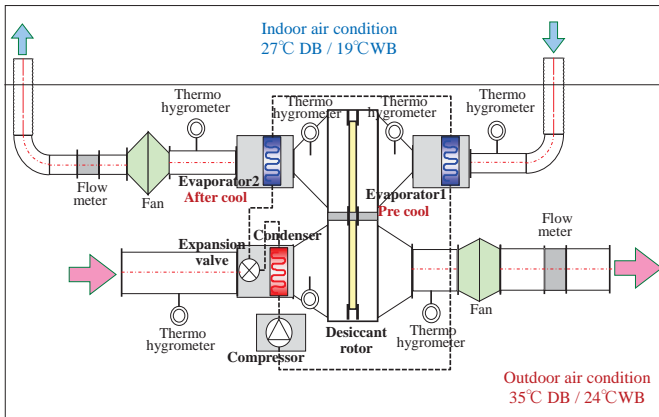 Indoor air condition
27℃ DB / 19℃WB
Thermo
hygrometer
Thermo
hygrometer
Thermo
hygrometer
Thermo
hygrometer
Flow
meter
Fan
Evaporator2
After cool
Evaporator1
Pre cool
Expansion
valve
Condenser
Flow
meter
Thermo
hygrometer
Compressor
Desiccant
rotor
Thermo
hygrometer
Fan
Outdoor air condition
35℃ DB / 24℃WB